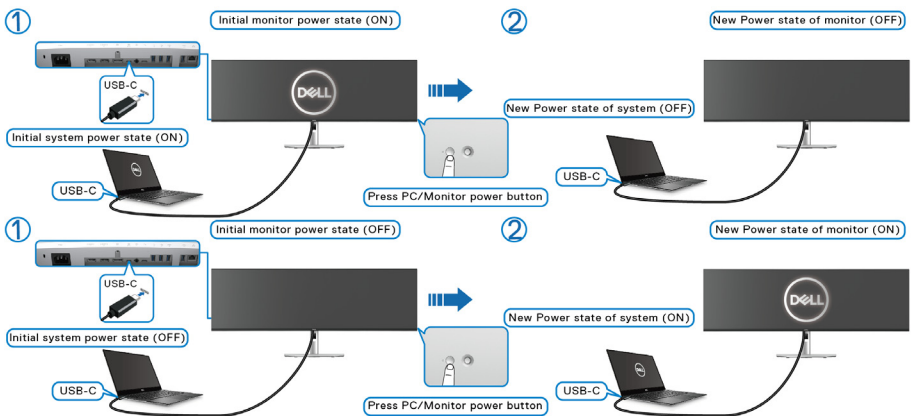 1
Initial monitor power state (ON)
2
New Power state of monitor (OFF)
USB-C
DELL
New Power state of system (OFF)
Initial system power state (ON)
DELL
USB-C
Press PC/Monitor power button
USB-C
1
Initial monitor power state (OFF)
2
New Power state of monitor (ON)
USB-C
DELL
New Power state of system (ON)
Initial system power state (OFF)
DELL
USB-C
Press PC/Monitor power button
USB-C